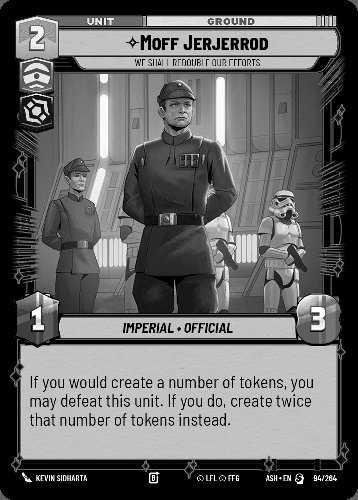 UNIT
GROUND
2
MOFF JERJERROD
WE SHALL REDOUBLE OUR EFFORTS
1
3
IMPERIAL • OFFICIAL
If you would create a number of tokens, you
may defeat this unit. If you do, create twice
that number of tokens instead.
KEVIN SIDHARTA
© LFL © FFG
ASH • EN
94/264